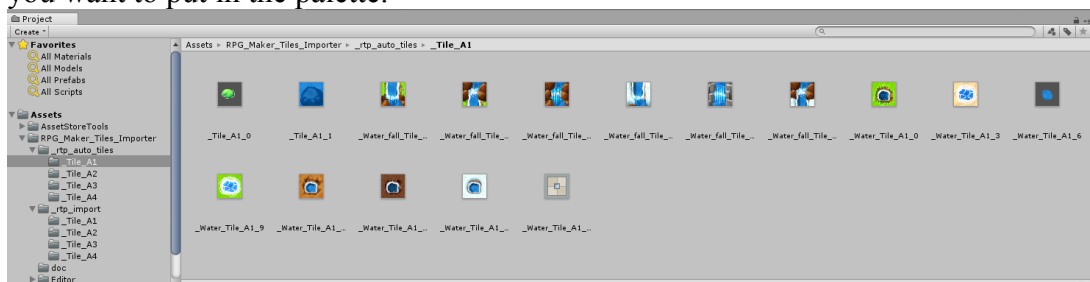 you want to put in the palette.
Project
Create
Favorites
All Materials
All Models
All Prefabs
All Scripts
Assets
AssetStoreTools
RPG_Maker_Tiles_Importer
_rtp_auto_tiles
_Tile_A1
_Tile_A2
_Tile_A3
_Tile_A4
_rtp_import
_Tile_A1
_Tile_A2
_Tile_A3
_Tile_A4
doc
Editor
Assets ▸ RPG_Maker_Tiles_Importer ▸ _rtp_auto_tiles ▸ _Tile_A1
_Tile_A1_0 _Tile_A1_1 _Water_fall_Tile_... _Water_fall_Tile_... _Water_fall_Tile_... _Water_fall_Tile_... _Water_fall_Tile_... _Water_fall_Tile_... _Water_Tile_A1_0 _Water_Tile_A1_3 _Water_Tile_A1_6
_Water_Tile_A1_9 _Water_Tile_A1_... _Water_Tile_A1_... _Water_Tile_A1_... _Water_Tile_A1_...